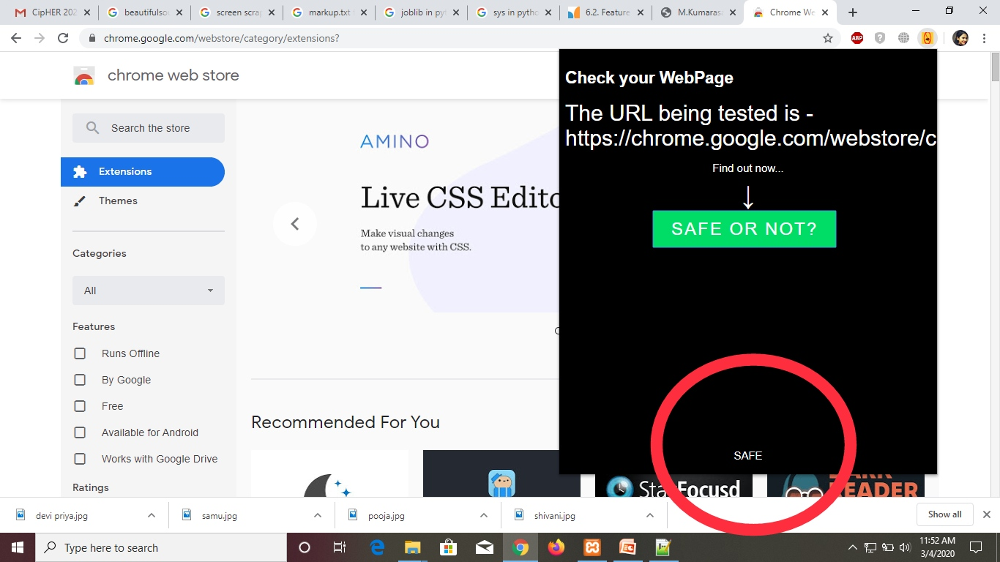 CipHER 202
beautifulsou
screen scrap
markup.txt
joblib in pyt
sys in pytho
6.2. Feature
M.Kumaras
Chrome We
chrome.google.com/webstore/category/extensions?
ABP
chrome web store
Search the store
Extensions
Themes
Categories
All
Features
Runs Offline
By Google
Free
Available for Android
Works with Google Drive
Ratings
AMINO
Live CSS Edito
Make visual changes
to any website with CSS.
Recommended For You
Check your WebPage
The URL being tested is -
https://chrome.google.com/webstore/c
Find out now...
↓
SAFE OR NOT?
SAFE
StayFocusd
DARK
READER
devi priya.jpg
samu.jpg
pooja.jpg
shivani.jpg
Show all
Type here to search
11:52 AM
3/4/2020